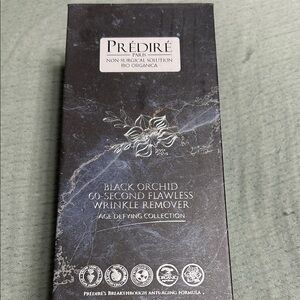 PRÉDIRÉ
PARIS
NON-SURGICAL SOLUTION
BIO ORGANICA
BLACK ORCHID
60-SECOND FLAWLESS
WRINKLE REMOVER
AGE DEFYING COLLECTION
PRÉDIRÉ'S BREAKTHROUGH ANTI-AGING FORMULA